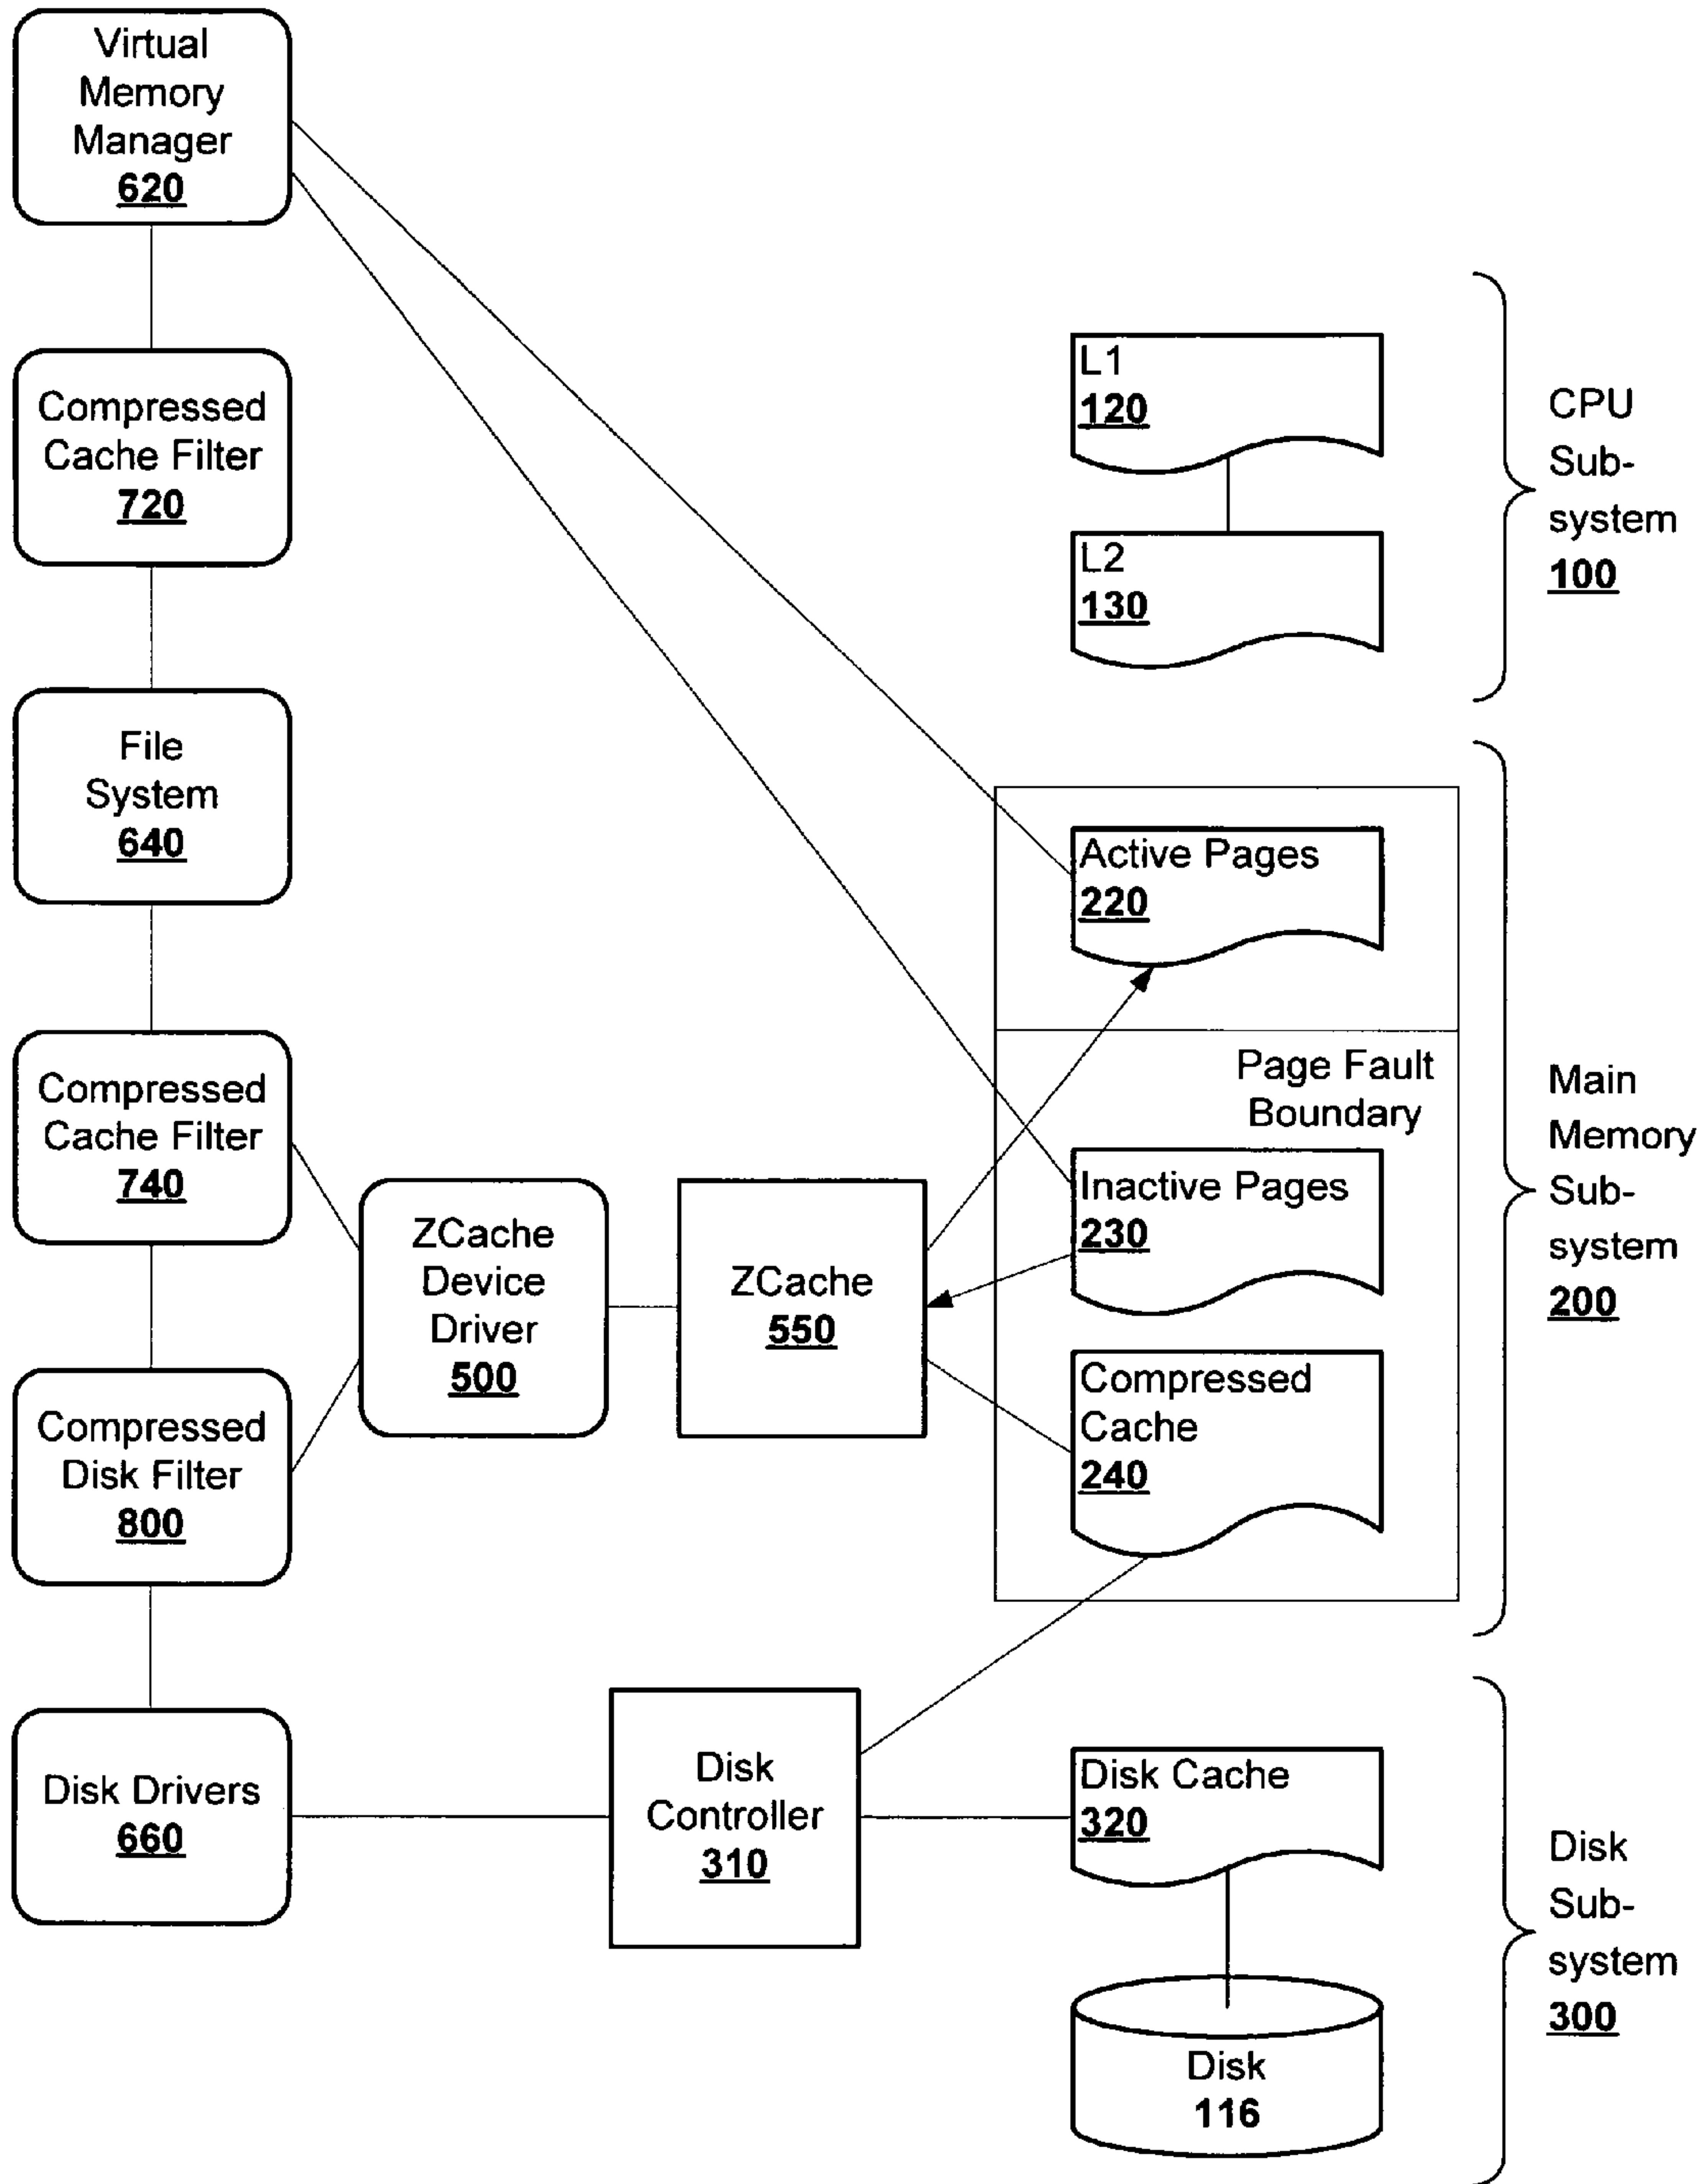 Virtual
Memory
Manager
620
Compressed
Cache Filter
720
File
System
640
Compressed
Cache Filter
740
Compressed
Disk Filter
800
Disk Drivers
660
ZCache
Device
Driver
500
ZCache
550
Disk
Controller
310
L1
120
L2
130
CPU
Sub-
system
100
Active Pages
220
Page Fault
Boundary
Inactive Pages
230
Compressed
Cache
240
Main
Memory
Sub-
system
200
Disk Cache
320
Disk
116
Disk
Sub-
system
300